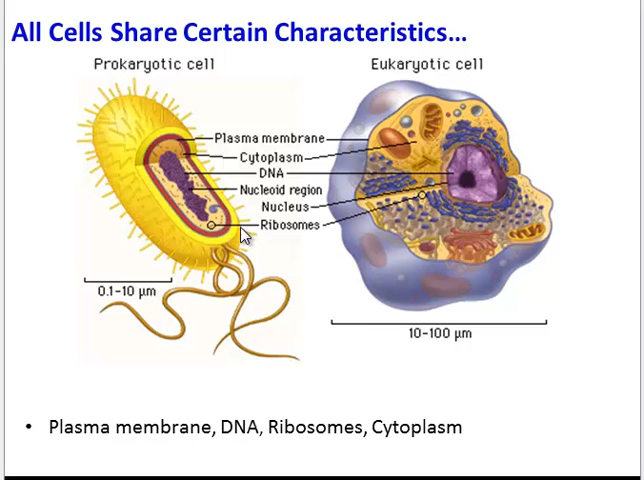 All Cells Share Certain Characteristics...
Prokaryotic cell
Eukaryotic cell
Plasma membrane
Cytoplasm
DNA
Nucleoid region
Nucleus
Ribosomes
0.1–10 μm
10-100 μm
• Plasma membrane, DNA, Ribosomes, Cytoplasm